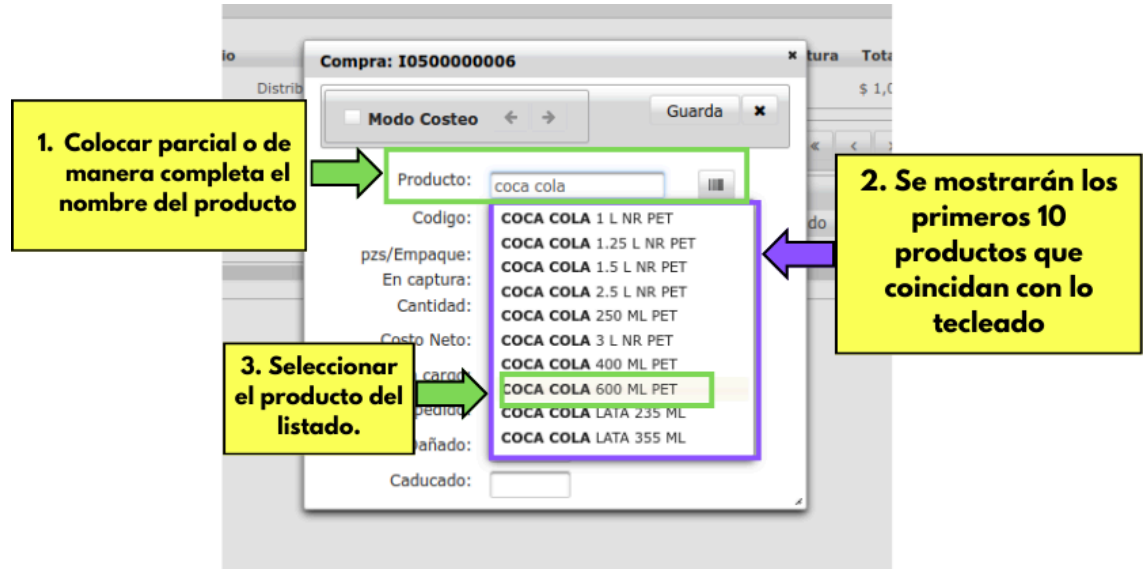 io
tura Tota
Compra: I0500000006
Distrib
$ 1,0
Modo Costeo
Guarda
1. Colocar parcial o de
manera completa el
nombre del producto
Producto: coca cola
2. Se mostrarán los
primeros 10
productos que
coincidan con lo
tecleado
Codigo:
do
pzs/Empaque:
En captura:
Cantidad:
Costo Neto:
COCA COLA 1 L NR PET
COCA COLA 1.25 L NR PET
COCA COLA 1.5 L NR PET
COCA COLA 2.5 L NR PET
COCA COLA 250 ML PET
COCA COLA 3 L NR PET
COCA COLA 400 ML PET
COCA COLA 600 ML PET
COCA COLA LATA 235 ML
COCA COLA LATA 355 ML
3. Seleccionar
el producto del
listado.
cargo:
pedido
Dañado:
Caducado: